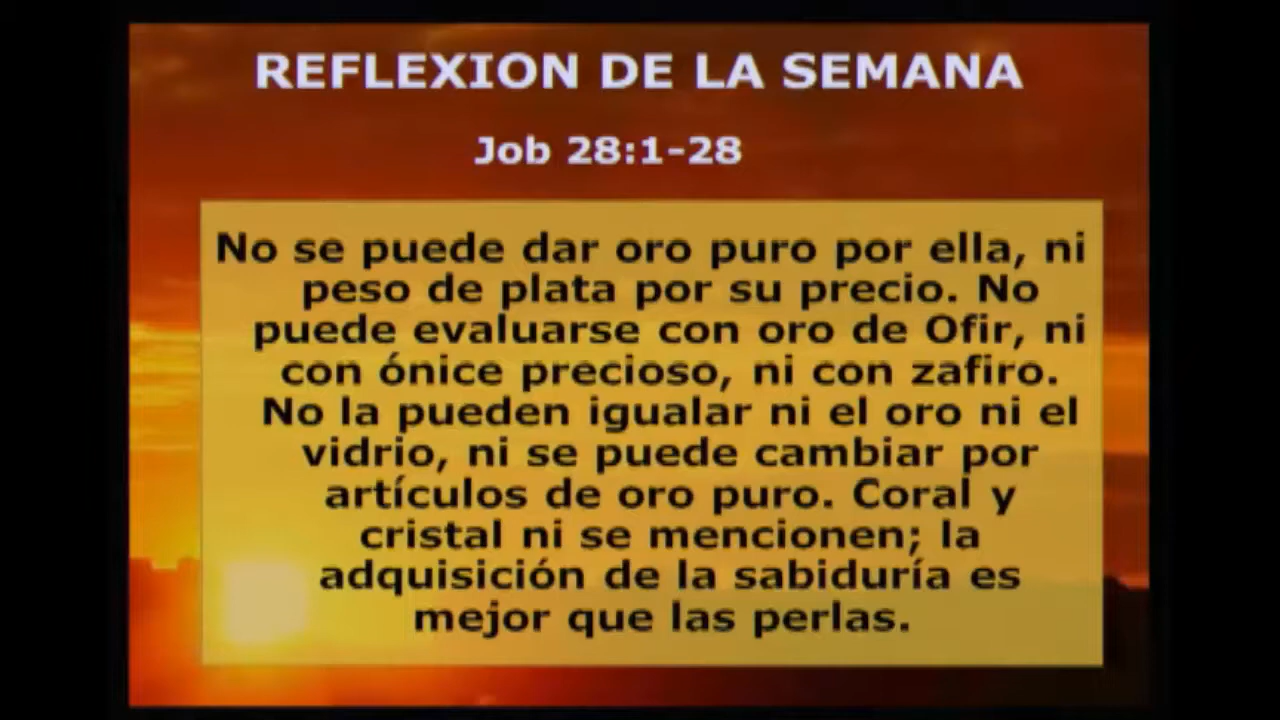 REFLEXION DE LA SEMANA
Job 28:1-28
No se puede dar oro puro por ella, ni
peso de plata por su precio. No
puede evaluarse con oro de Ofir, ni
con ónice precioso, ni con zafiro.
No la pueden igualar ni el oro ni el
vidrio, ni se puede cambiar por
artículos de oro puro. Coral y
cristal ni se mencionen; la
adquisición de la sabiduría es
mejor que las perlas.